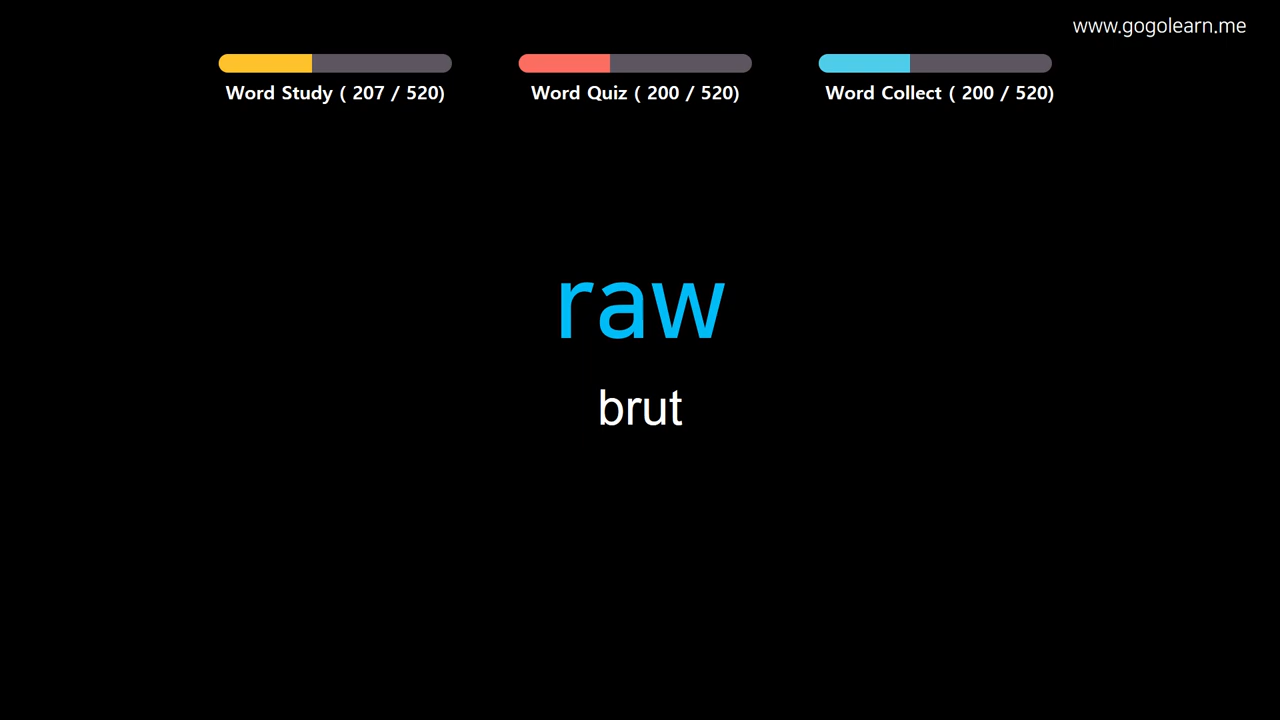 www.gogolearn.me
Word Study ( 207 / 520)
Word Quiz ( 200 / 520)
Word Collect ( 200 / 520)
raw
brut